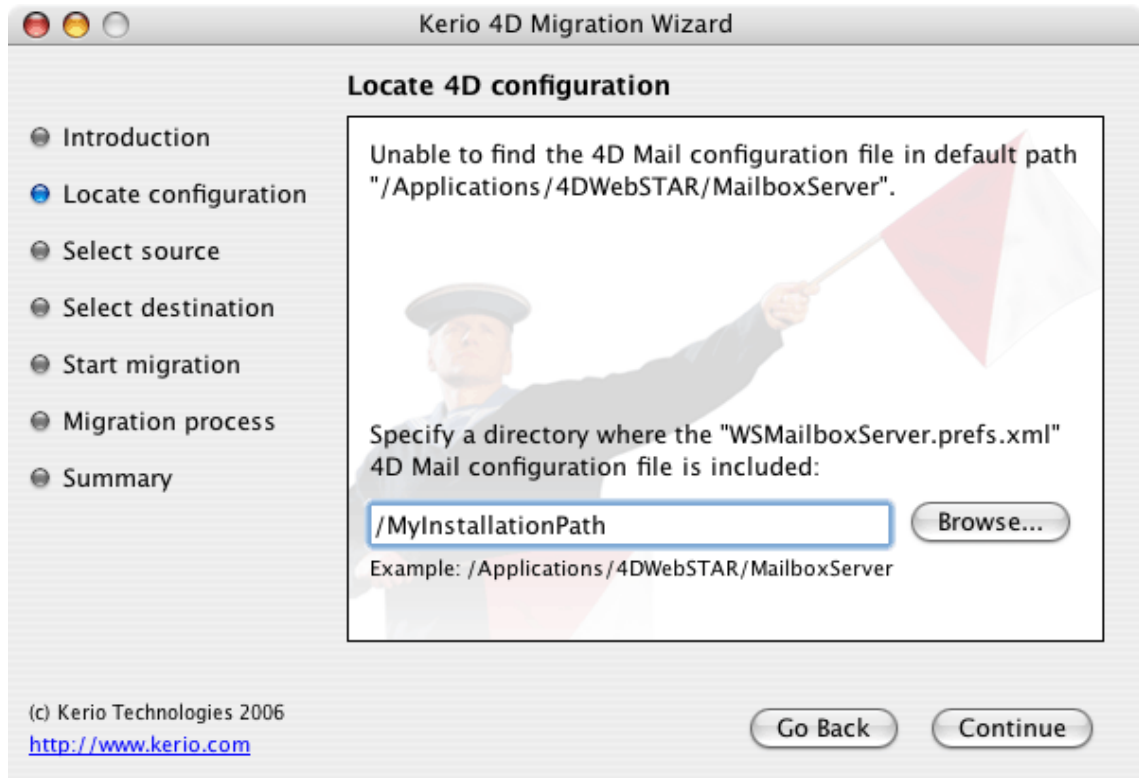 Kerio 4D Migration Wizard
Locate 4D configuration
Introduction
Locate configuration
Select source
Select destination
Start migration
Migration process
Summary
Unable to find the 4D Mail configuration file in default path
"/Applications/4DWebSTAR/MailboxServer".
Specify a directory where the "WSMailboxServer.prefs.xml"
4D Mail configuration file is included:
/MyInstallationPath
Browse...
Example: /Applications/4DWebSTAR/MailboxServer
(c) Kerio Technologies 2006
http://www.kerio.com
Go Back
Continue